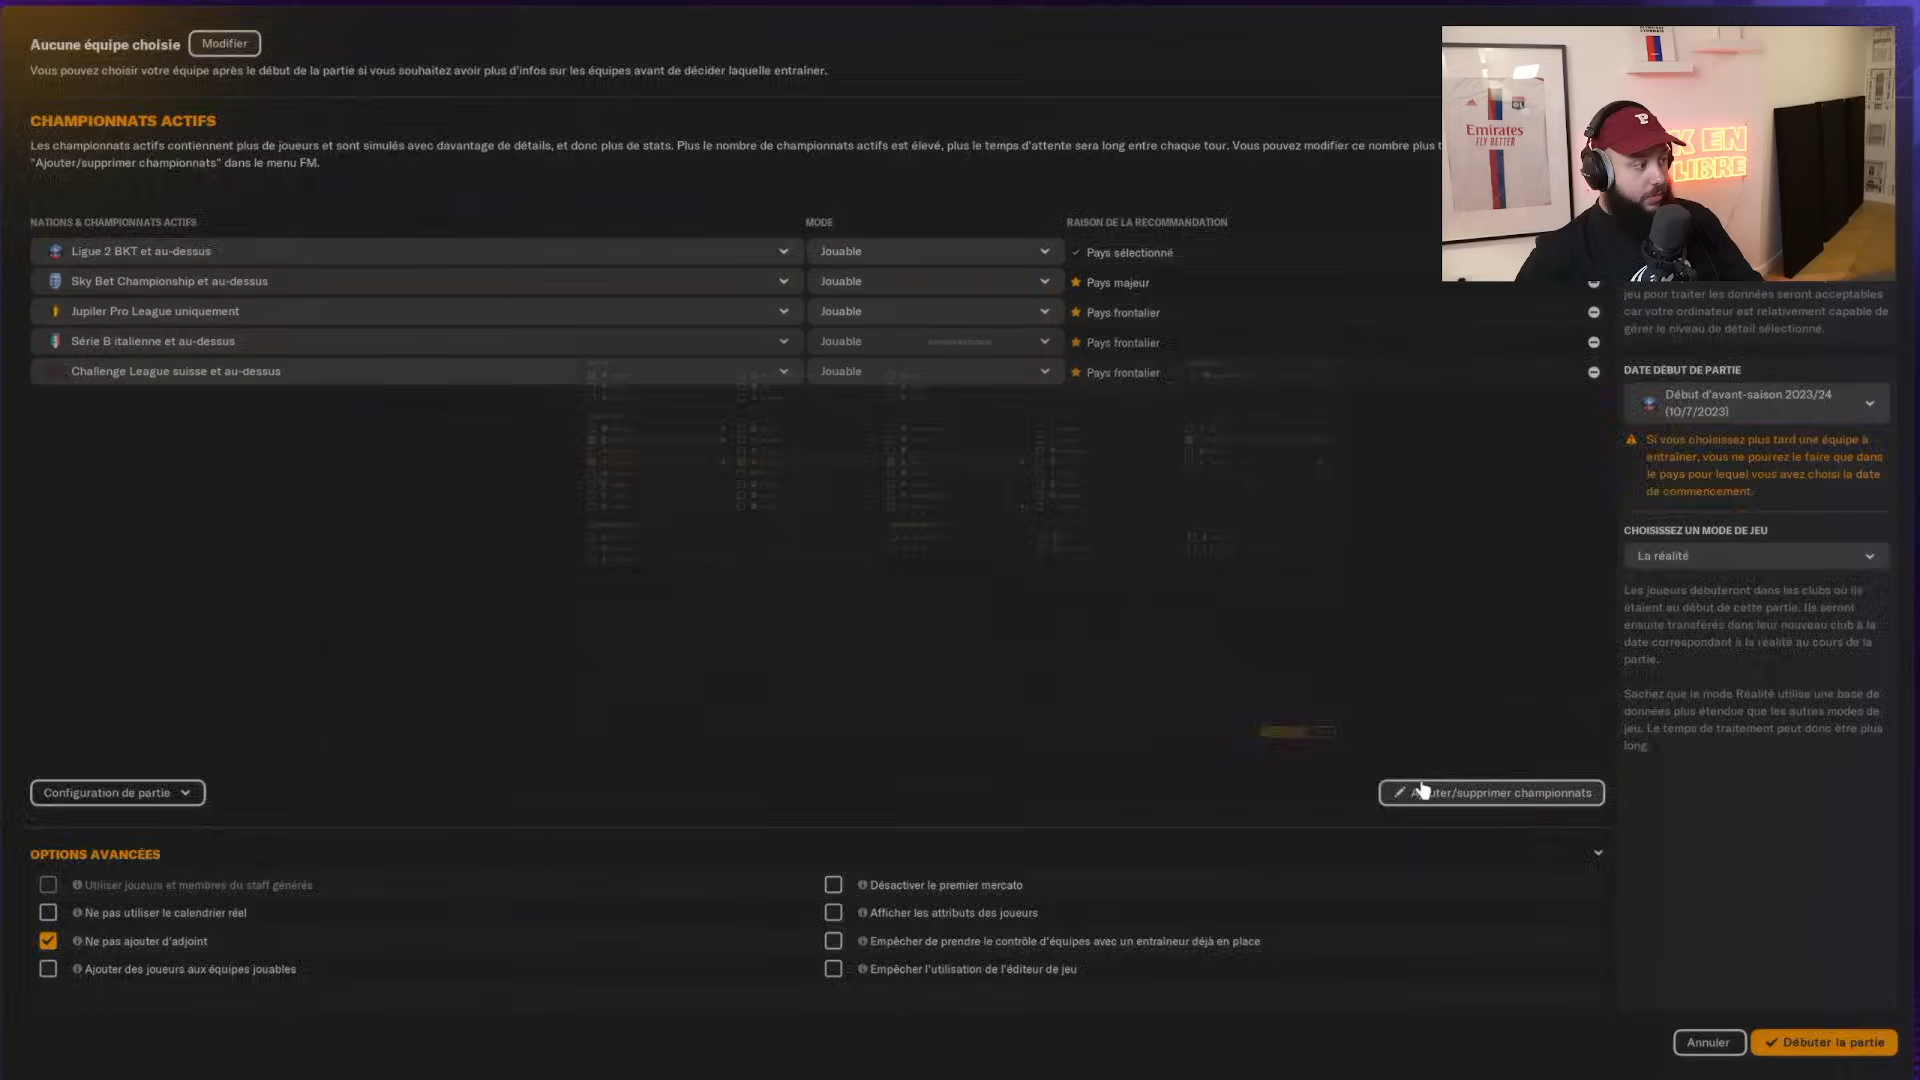 Aucune équipe choisie
Modifier
Vous pouvez choisir votre équipe après le début de la partie si vous souhaitez avoir plus d'infos sur les équipes avant de décider laquelle entraîner.
CHAMPIONNATS ACTIFS
Les championnats actifs contiennent plus de joueurs et sont simulés avec davantage de détails, et donc plus de stats. Plus le nombre de championnats actifs est élevé, plus le temps d'attente sera long entre chaque tour. Vous pouvez modifier ce nombre plus t
"Ajouter/supprimer championnats" dans le menu FM.
NATIONS & CHAMPIONNATS ACTIFS
MODE
RAISON DE LA RECOMMANDATION
Ligue 2 BKT et au-dessus
Jouable
Pays sélectionné
Sky Bet Championship et au-dessus
Jouable
Pays majeur
Jupiler Pro League uniquement
Jouable
Pays frontalier
Série B italienne et au-dessus
Jouable
Pays frontalier
Challenge League suisse et au-dessus
Jouable
Pays frontalier
Emirates
FLY BETTER
K EN
LIBRE
jeu pour traiter les données seront acceptables
car votre ordinateur est relativement capable de
gérer le niveau de détail sélectionné.
DATE DÉBUT DE PARTIE
Début d'avant-saison 2023/24
(10/7/2023)
Si vous choisissez plus tard une équipe à
entraîner, vous ne pourrez le faire que dans
le pays pour lequel vous avez choisi la date
de commencement.
CHOISISSEZ UN MODE DE JEU
La réalité
Les joueurs débuteront dans les clubs où ils
étaient au début de cette partie. Ils seront
ensuite transférés dans leur nouveau club à la
date correspondant à la réalité au cours de la
partie.
Sachez que le mode Réalité utilise une base de
données plus étendue que les autres modes de
jeu. Le temps de traitement peut donc être plus
long.
Configuration de partie
Ajouter/supprimer championnats
OPTIONS AVANCÉES
Utiliser joueurs et membres du staff générés
Ne pas utiliser le calendrier réel
Ne pas ajouter d'adjoint
Ajouter des joueurs aux équipes jouables
Désactiver le premier mercato
Afficher les attributs des joueurs
Empêcher de prendre le contrôle d'équipes avec un entraîneur déjà en place
Empêcher l'utilisation de l'éditeur de jeu
Annuler
Débuter la partie